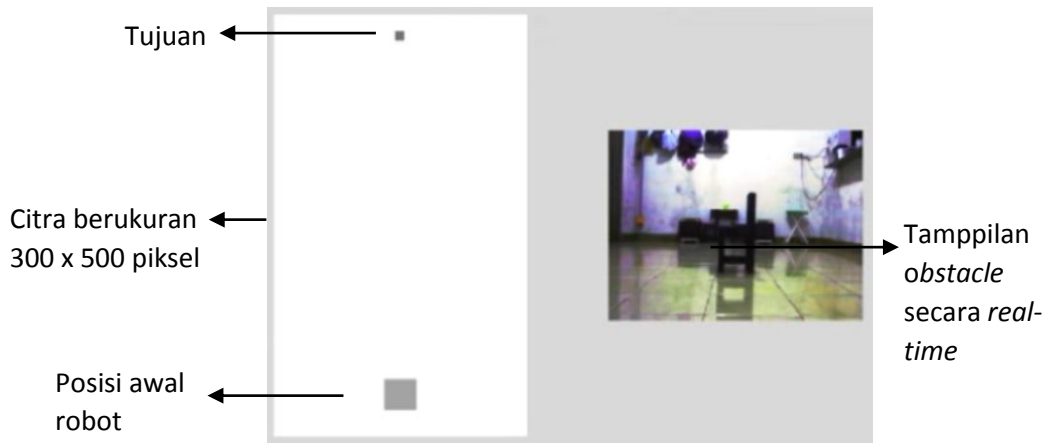 Tujuan
Citra berukuran
300 x 500 piksel
Posisi awal
robot
Tamppilan
obstacle
secara real-
time